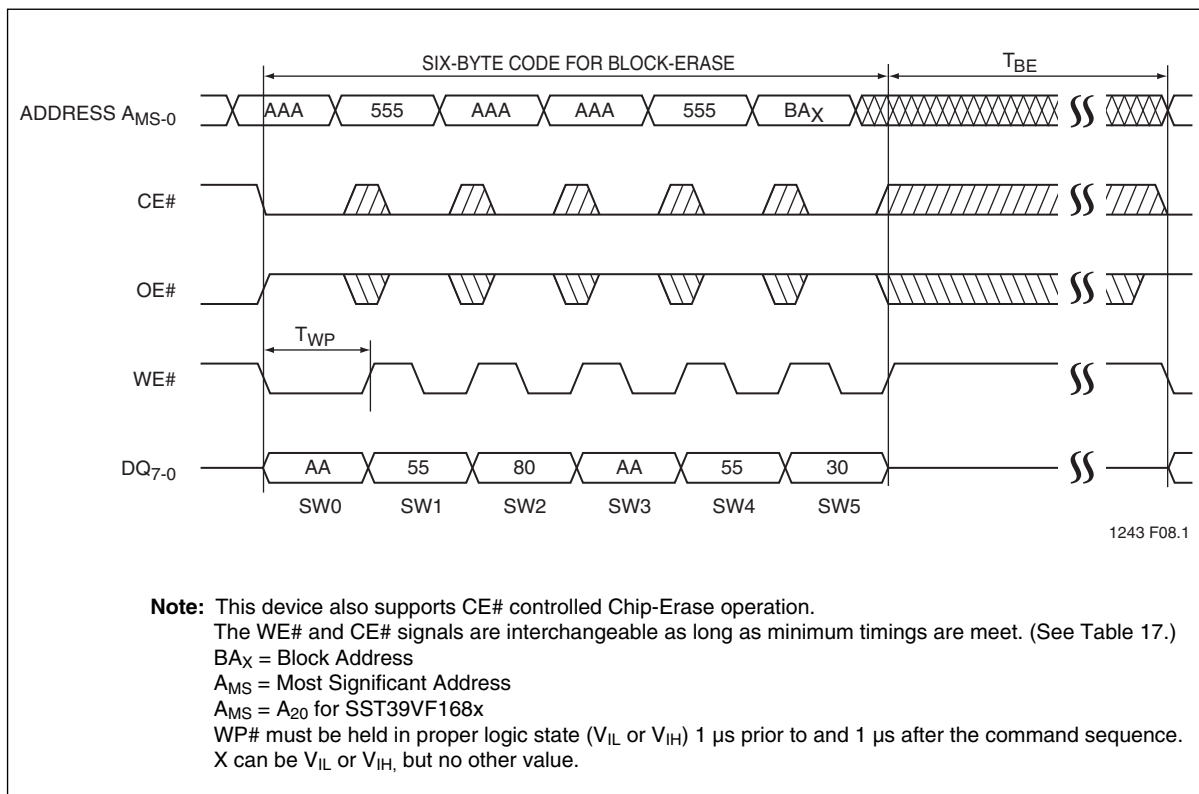 SIX-BYTE CODE FOR BLOCK-ERASE TBE
ADDRESS AMS-0 AAA 555 AAA AAA 555 BAX
CE#
OE#
TWP
WE#
DQ7-0 AA 55 80 AA 55 30
SW0 SW1 SW2 SW3 SW4 SW5
1243 F08.1
Note: This device also supports CE# controlled Chip-Erase operation.
The WE# and CE# signals are interchangeable as long as minimum timings are meet. (See Table 17.)
BAX = Block Address
AMS = Most Significant Address
AMS = A20 for SST39VF168x
WP# must be held in proper logic state (VIL or VIH) 1 µs prior to and 1 µs after the command sequence.
X can be VIL or VIH, but no other value.